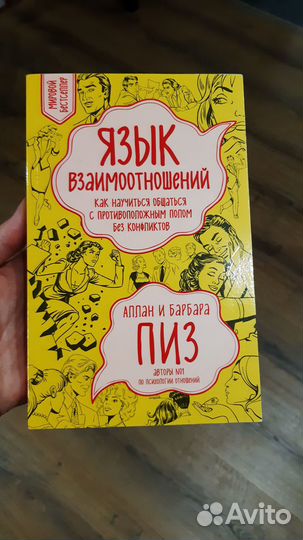 МИРОВОЙ
БЕСТСЕЛЛЕР
ЯЗЫК
ВЗАИМООТНОШЕНИЙ
КАК НАУЧИТЬСЯ ОБЩАТЬСЯ
С ПРОТИВОПОЛОЖНЫМ ПОЛОМ
БЕЗ КОНФЛИКТОВ
АЛЛАН И БАРБАРА
ПИЗ
АВТОРЫ №1
ПО ПСИХОЛОГИИ ОТНОШЕНИЙ
Avito